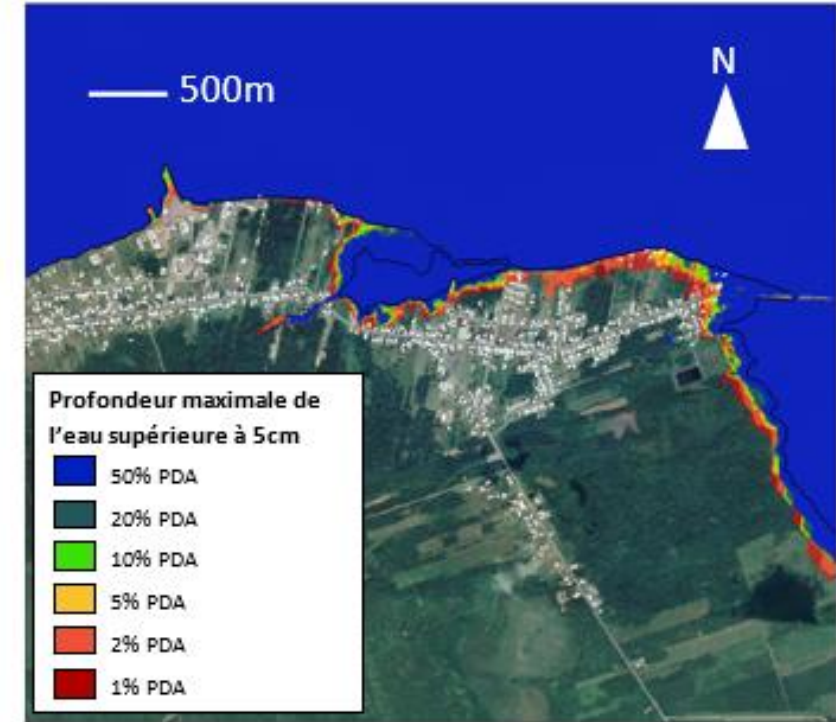 500m
N
Profondeur maximale de
l'eau supérieure à 5cm
50% PDA
20% PDA
10% PDA
5% PDA
2% PDA
1% PDA